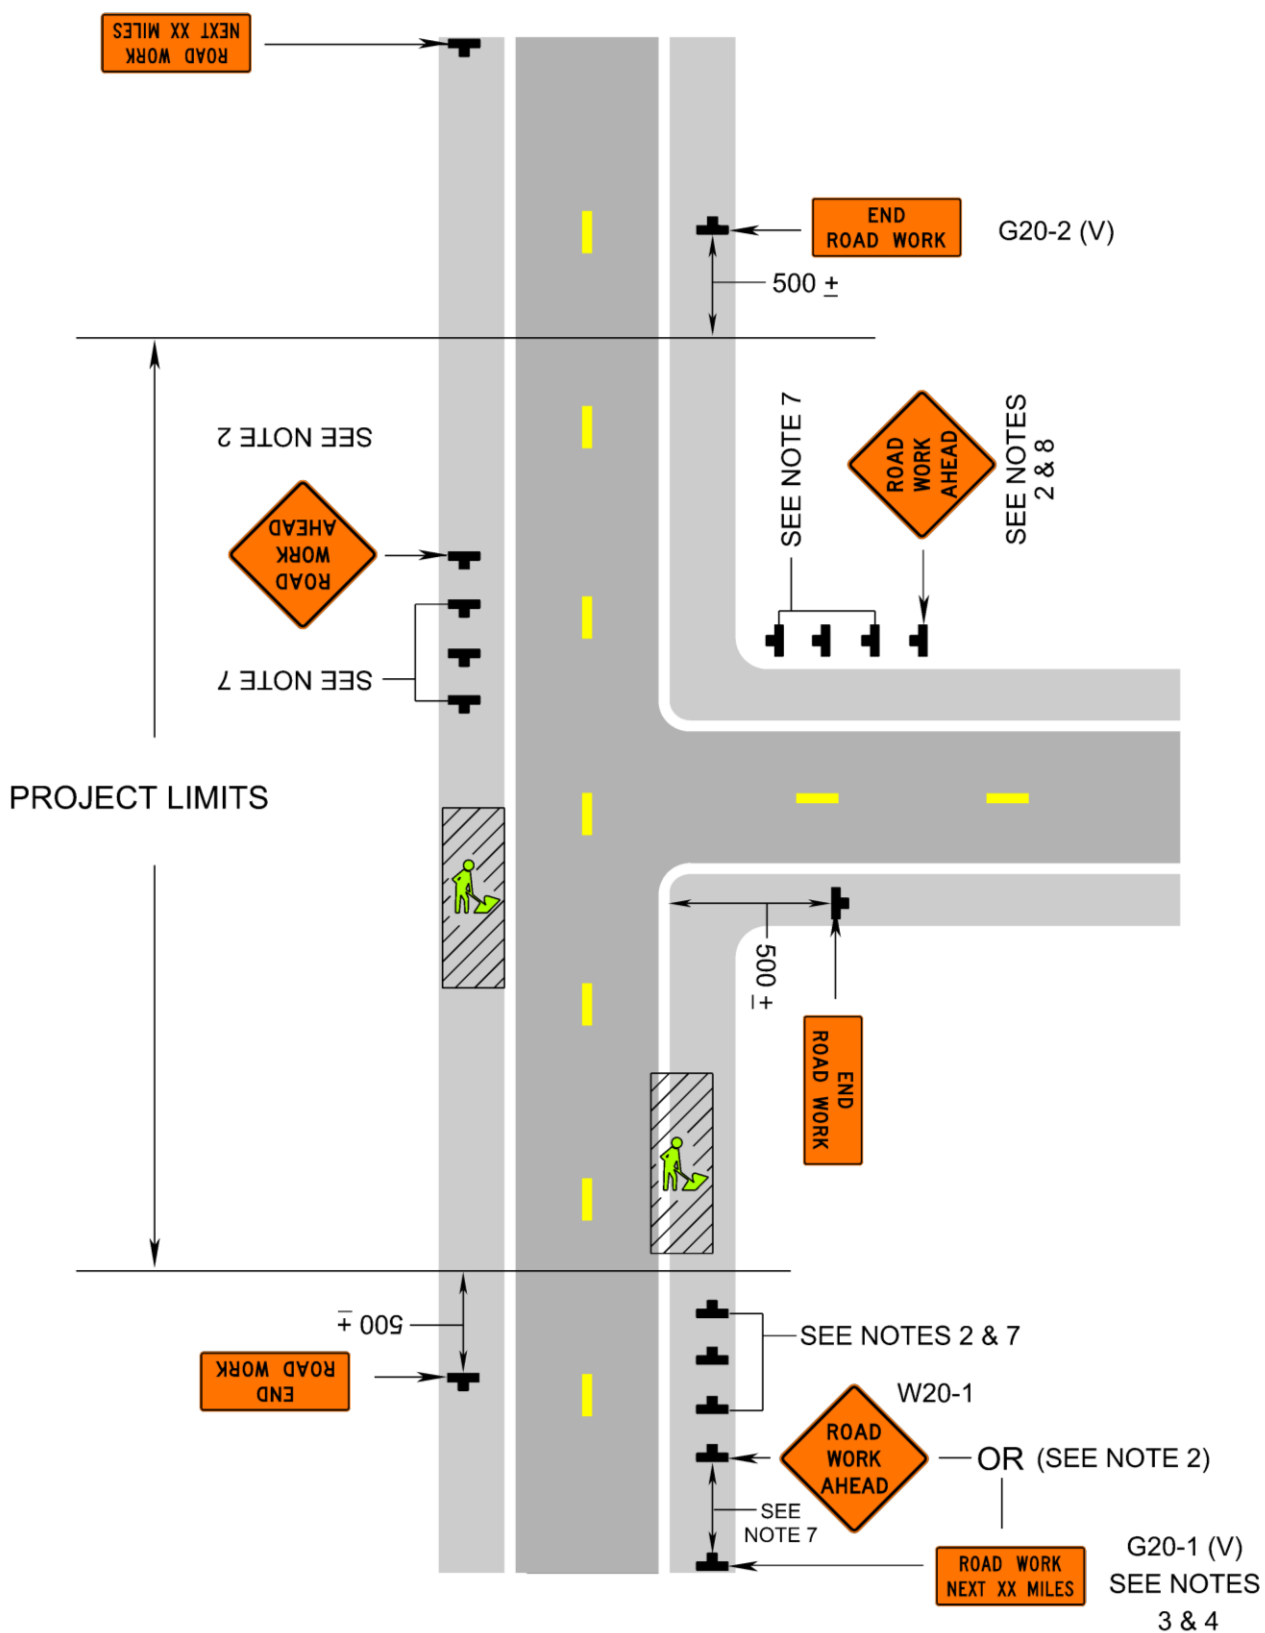 ROAD WORK
NEXT XX MILES
END
ROAD WORK
G20-2 (V)
500 ±
SEE NOTE 2
ROAD
WORK
AHEAD
SEE NOTE 7
SEE NOTE 7
ROAD
WORK
AHEAD
SEE NOTES
2 & 8
PROJECT LIMITS
500 ±
END
ROAD WORK
500 ±
END
ROAD WORK
SEE NOTES 2 & 7
W20-1
ROAD
WORK
AHEAD
OR (SEE NOTE 2)
SEE
NOTE 7
ROAD WORK
NEXT XX MILES
G20-1 (V)
SEE NOTES
3 & 4